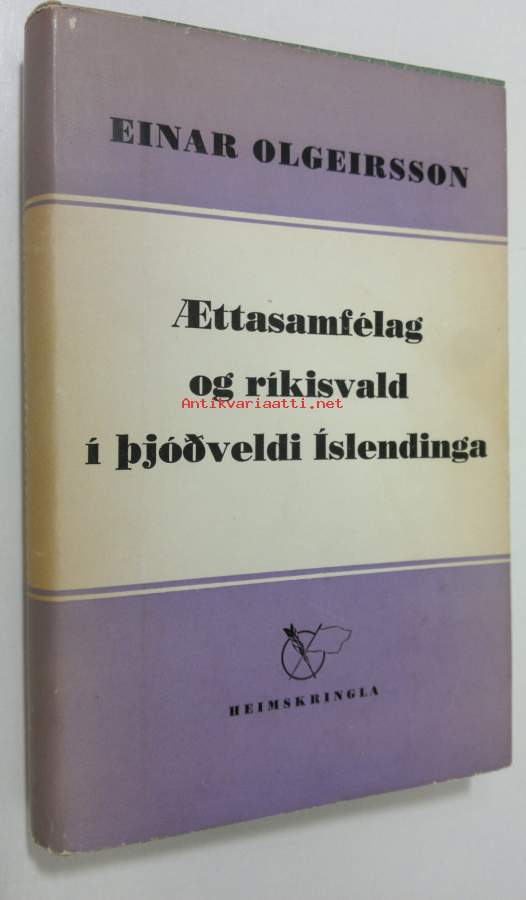 EINAR OLGEIRSSON
Ættasamfélag
og ríkisvald
Antikvariaatti.net
í þjóðveldi Íslendinga
HEIMSKRINGLA